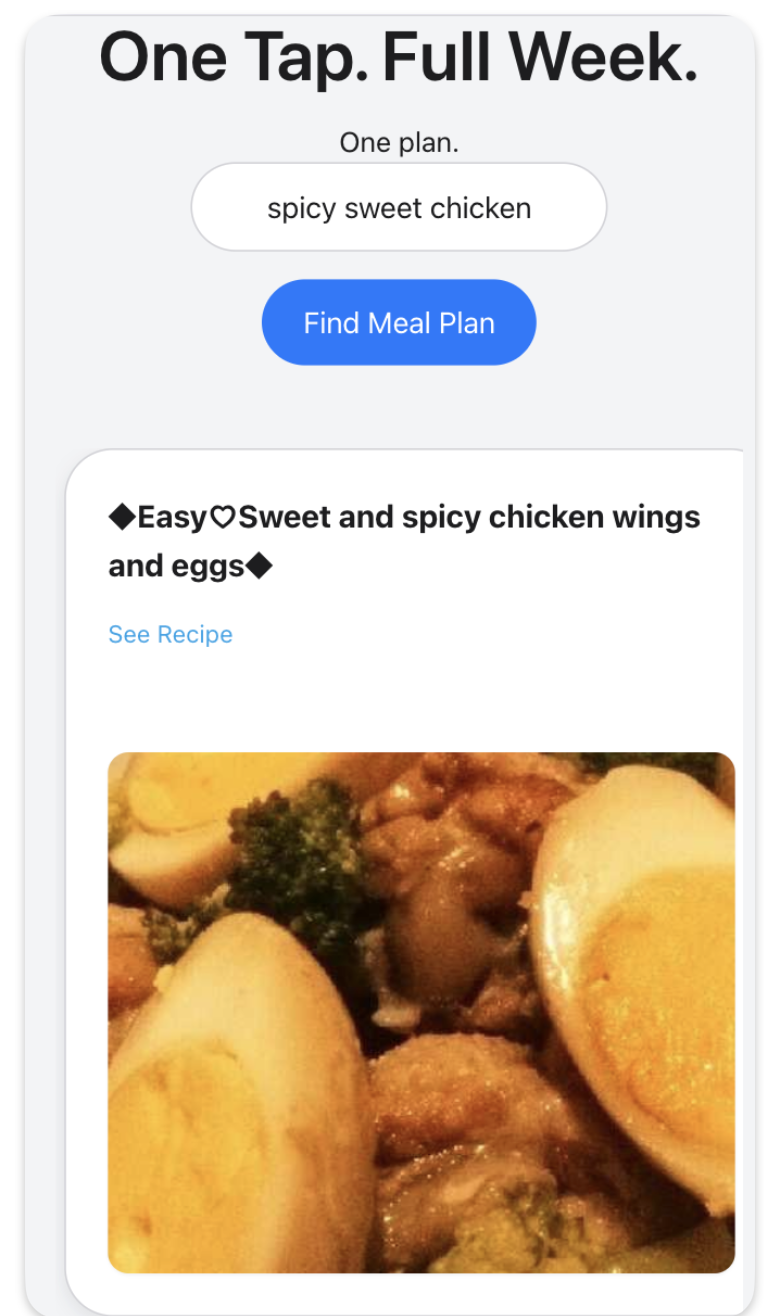 One Tap. Full Week.
One plan.
spicy sweet chicken
Find Meal Plan
◆Easy♡Sweet and spicy chicken wings
and eggs◆
See Recipe